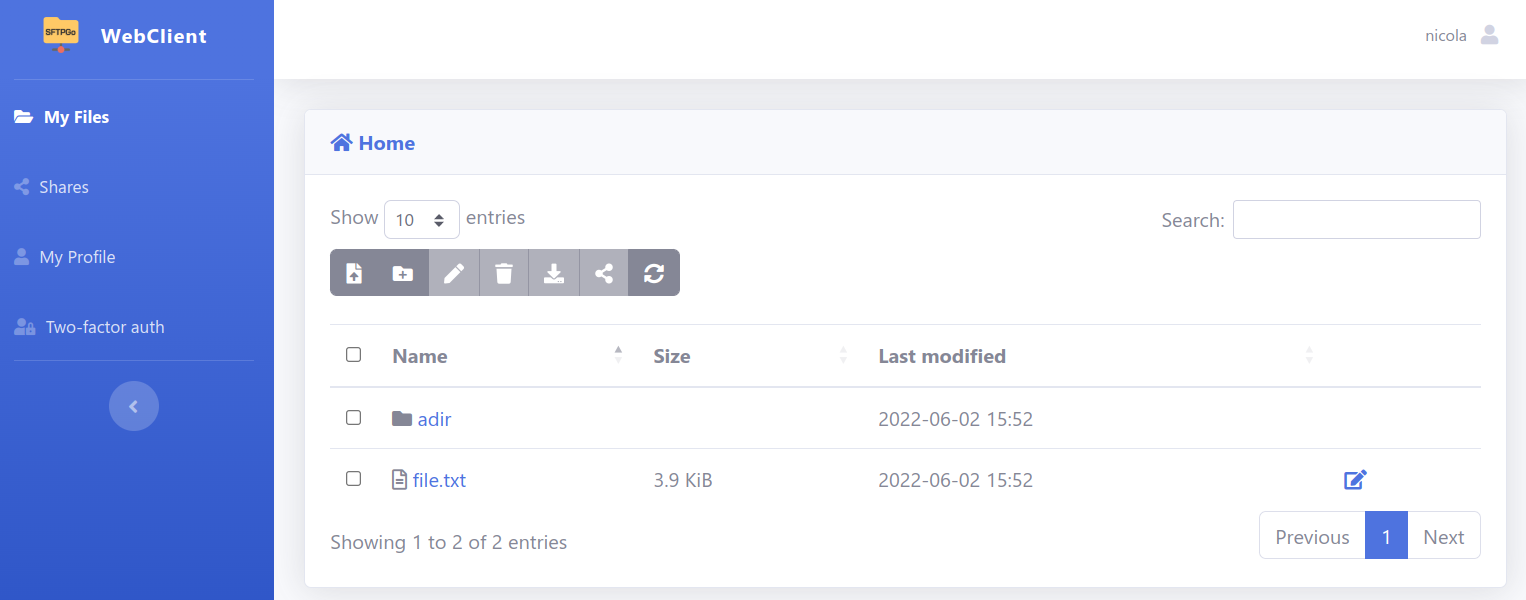 SFTPGo
WebClient
nicola
My Files
Shares
My Profile
Two-factor auth
Home
Show 10 entries
Search:
Name Size Last modified
adir 2022-06-02 15:52
file.txt 3.9 KiB 2022-06-02 15:52
Showing 1 to 2 of 2 entries
Previous 1 Next